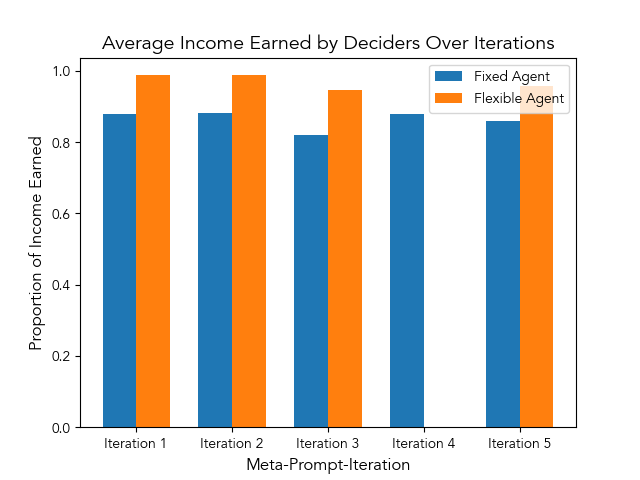 Average Income Earned by Deciders Over Iterations
Fixed Agent
Flexible Agent
1.0
0.8
0.6
0.4
0.2
0.0
Proportion of Income Earned
Iteration 1
Iteration 2
Iteration 3
Iteration 4
Iteration 5
Meta-Prompt-Iteration